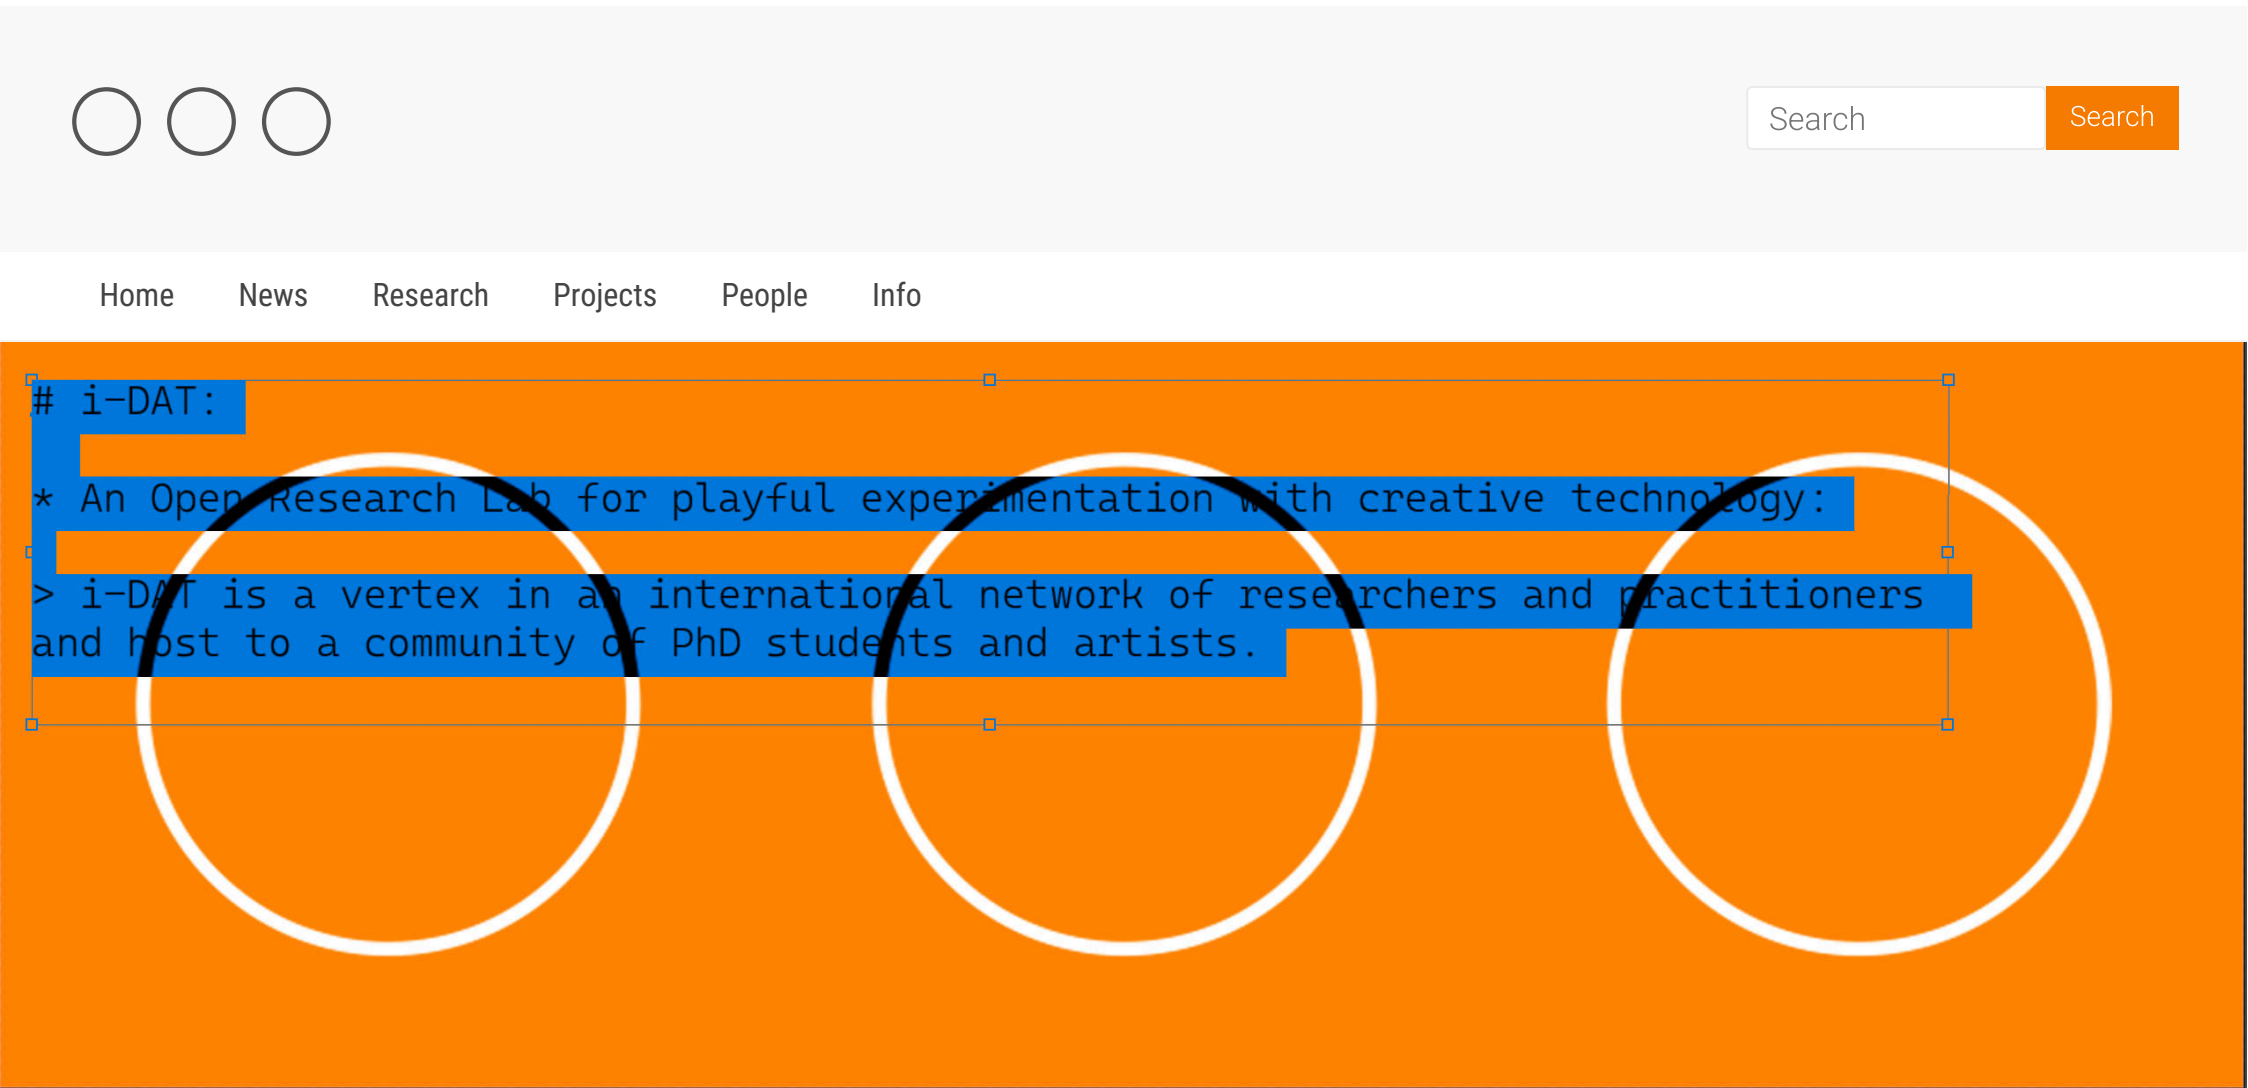 Search Search
Home News Research Projects People Info
# i-DAT:
* An Open Research Lab for playful experimentation with creative technology:
> i-DAT is a vertex in an international network of researchers and practitioners
and host to a community of PhD students and artists.